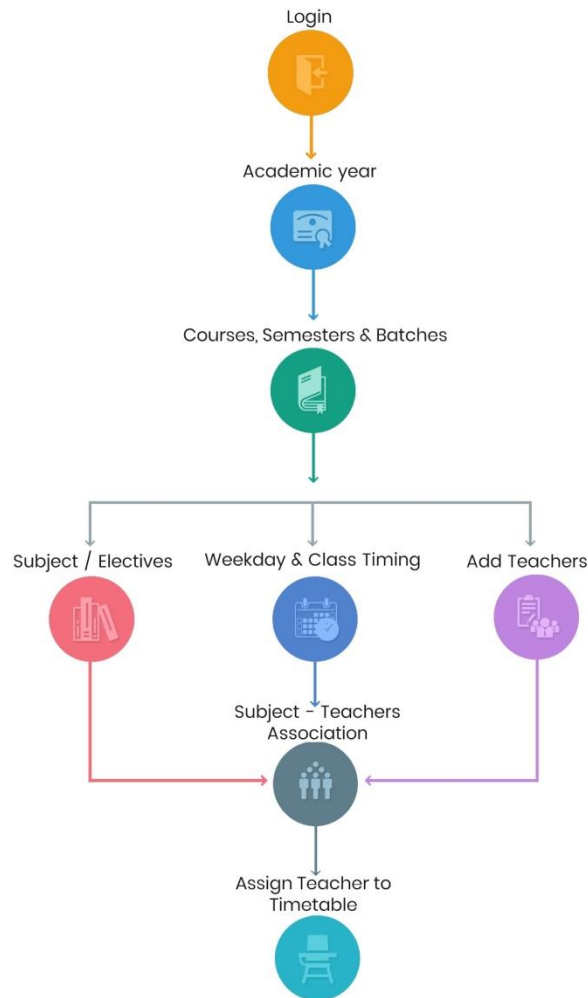 Login
Academic year
Courses, Semesters & Batches
Subject / Electives
Weekday & Class Timing
Add Teachers
Subject - Teachers
Association
Assign Teacher to
Timetable